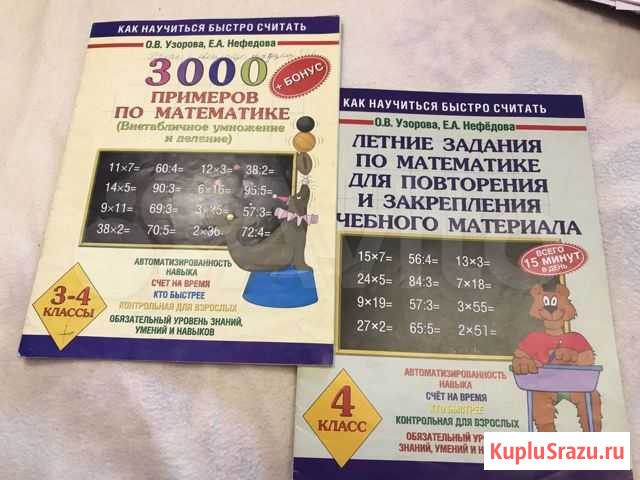 КАК НАУЧИТЬСЯ БЫСТРО СЧИТАТЬ
О.В. Узорова, Е.А. Нефедова
3000
+ БОНУС
ПРИМЕРОВ
ПО МАТЕМАТИКЕ
(Внетабличное умножение
и деление)
11×7= 60:4= 12×3= 38:2=
14×5= 90:3= 6×16= 95:5=
9×11= 69:3= 57:3=
38×2= 70:5= 72:4=
АВТОМАТИЗИРОВАННОСТЬ
НАВЫКА
СЧЕТ НА ВРЕМЯ
КТО БЫСТРЕЕ
КОНТРОЛЬНАЯ ДЛЯ ВЗРОСЛЫХ
ОБЯЗАТЕЛЬНЫЙ УРОВЕНЬ ЗНАНИЙ,
УМЕНИЙ И НАВЫКОВ
3-4
КЛАССЫ
КАК НАУЧИТЬСЯ БЫСТРО СЧИТАТЬ
О.В. Узорова, Е.А. Нефёдова
ЛЕТНИЕ ЗАДАНИЯ
ПО МАТЕМАТИКЕ
ДЛЯ ПОВТОРЕНИЯ
И ЗАКРЕПЛЕНИЯ
ЧЕБНОГО МАТЕРИАЛА
ВСЕГО
15 МИНУТ
В ДЕНЬ
15×7= 56:4= 13×3=
24×5= 84:3= 7×18=
9×19= 57:3= 3×55=
27×2= 65:5= 2×51=
АВТОМАТИЗИРОВАННОСТЬ
НАВЫКА
СЧЁТ НА ВРЕМЯ
КТО БЫСТРЕЕ
КОНТРОЛЬНАЯ ДЛЯ ВЗРОСЛЫХ
ОБЯЗАТЕЛЬНЫЙ
ЗНАНИЙ, УМЕНИЙ И
4
КЛАСС
KupluSrazu.ru